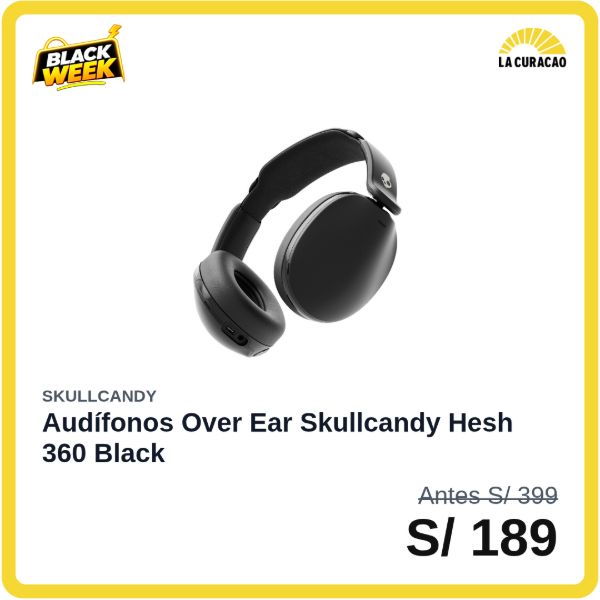 BLACK
WEEK
LA CURACAO
SKULLCANDY
Audífonos Over Ear Skullcandy Hesh
360 Black
Antes S/ 399
S/ 189